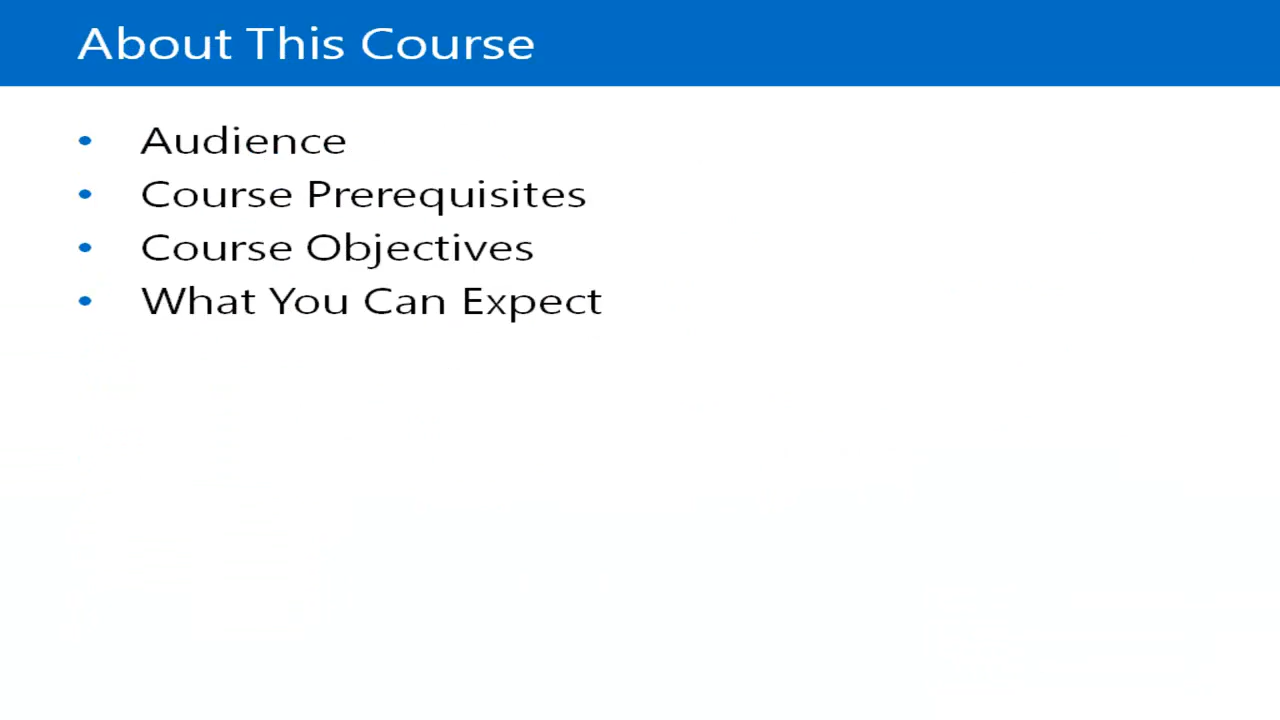 About This Course
• Audience
• Course Prerequisites
• Course Objectives
• What You Can Expect